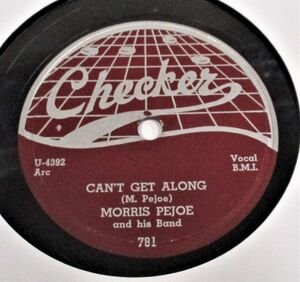 Checker
U-4392
Arc
Vocal
B.M.I.
CAN'T GET ALONG
(M. Pejoe)
MORRIS PEJOE
and his Band
781